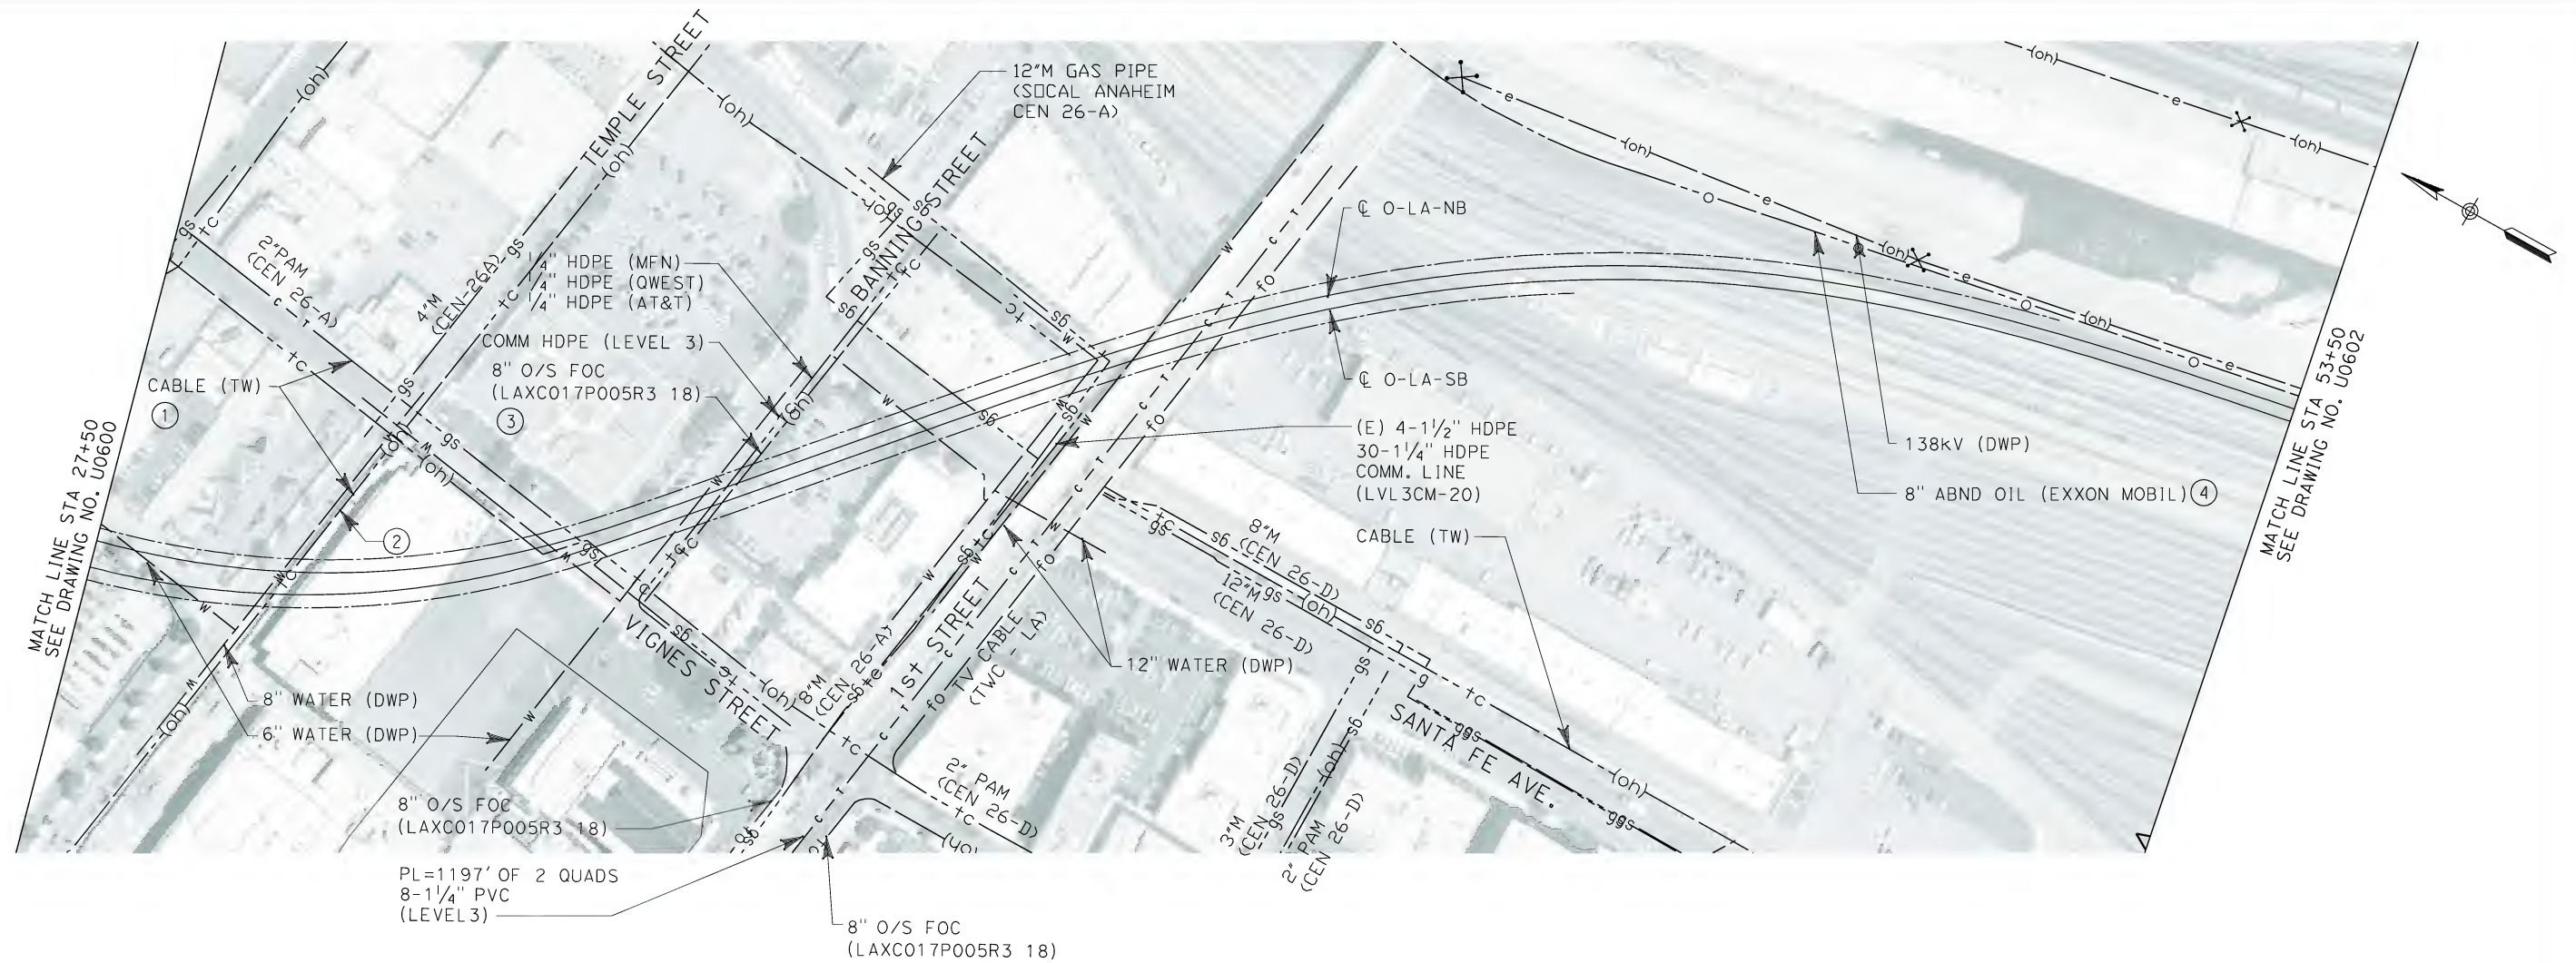 TEMPLE STREET
12"M GAS PIPE
(SOCAL ANAHEIM
CEN 26-A)
BANNING STREET
2"PAM
(CEN 26-A)
4"M
(CEN-26A)
1/4" HDPE (MFN)
1/4" HDPE (QWEST)
1/4" HDPE (AT&T)
COMM HDPE (LEVEL 3)
8" O/S FOC
(LAXC017P005R3 18)
3
CABLE (TW)
1
2
MATCH LINE STA 27+50
SEE DRAWING NO. U0600
℄ O-LA-NB
℄ O-LA-SB
(E) 4-1½" HDPE
30-1¼" HDPE
COMM. LINE
(LVL3CM-20)
CABLE (TW)
138kV (DWP)
8" ABND OIL (EXXON MOBIL) 4
MATCH LINE STA 53+50
SEE DRAWING NO. U0602
8"M
(CEN 26-D)
12"M
(CEN 26-D)
12" WATER (DWP)
8" WATER (DWP)
6" WATER (DWP)
VIGNES STREET
8"M
(CEN 26-A)
1St STREET
TV CABLE
(TWC - LA)
2" PAM
(CEN 26-D)
SANTA FE AVE.
3"M
(CEN 26-D)
2" PAM
(CEN 26-D)
8" O/S FOC
(LAXC017P005R3 18)
PL=1197' OF 2 QUADS
8-1¼" PVC
(LEVEL3)
8" O/S FOC
(LAXC017P005R3 18)